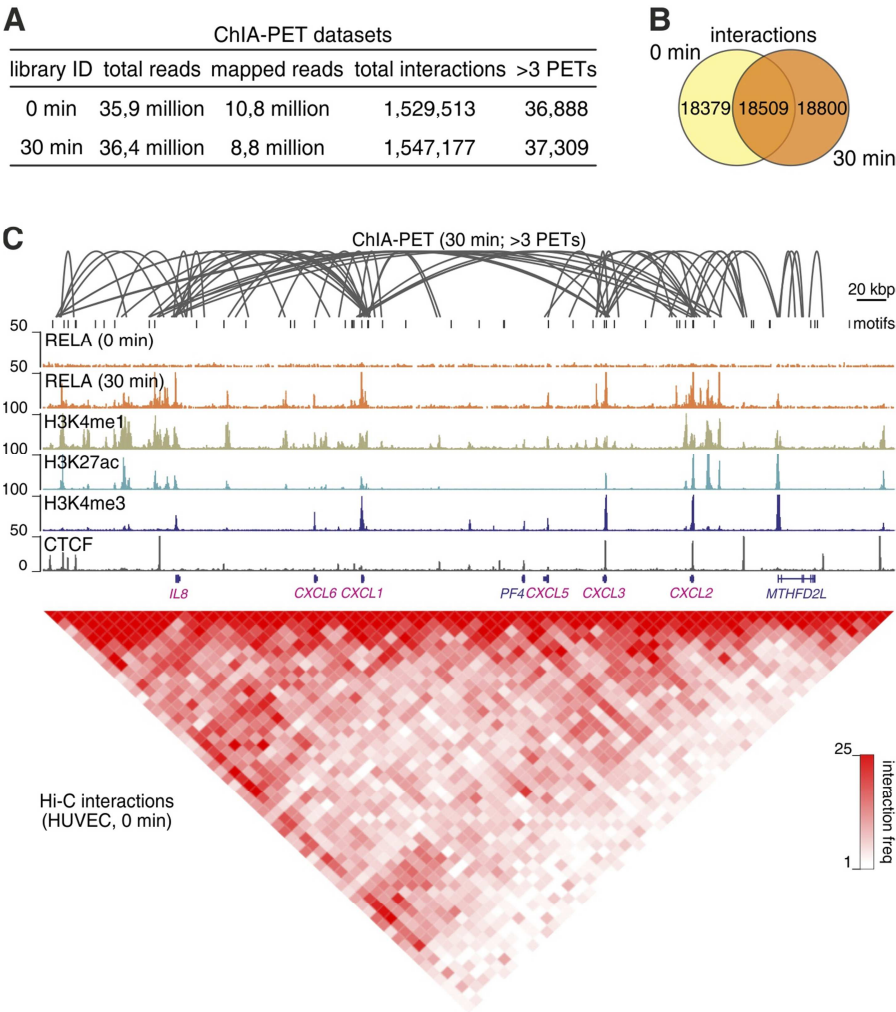 A
ChIA-PET datasets
library ID total reads mapped reads total interactions >3 PETs
0 min 35,9 million 10,8 million 1,529,513 36,888
30 min 36,4 million 8,8 million 1,547,177 37,309
B
interactions
0 min
18379 18509 18800
30 min
C
ChIA-PET (30 min; >3 PETs)
20 kbp
motifs
50
RELA (0 min)
50
RELA (30 min)
100
H3K4me1
100
H3K27ac
100
H3K4me3
50
CTCF
0
IL8 CXCL6 CXCL1 PF4 CXCL5 CXCL3 CXCL2 MTHFD2L
Hi-C interactions
(HUVEC, 0 min)
25
1
interaction freq